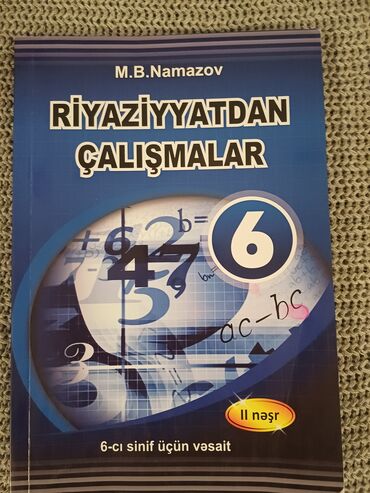 M.B.Namazov
RİYAZİYYATDAN
ÇALIŞMALAR
6
ac-bc
II nəşr
6-cı sinif üçün vəsait